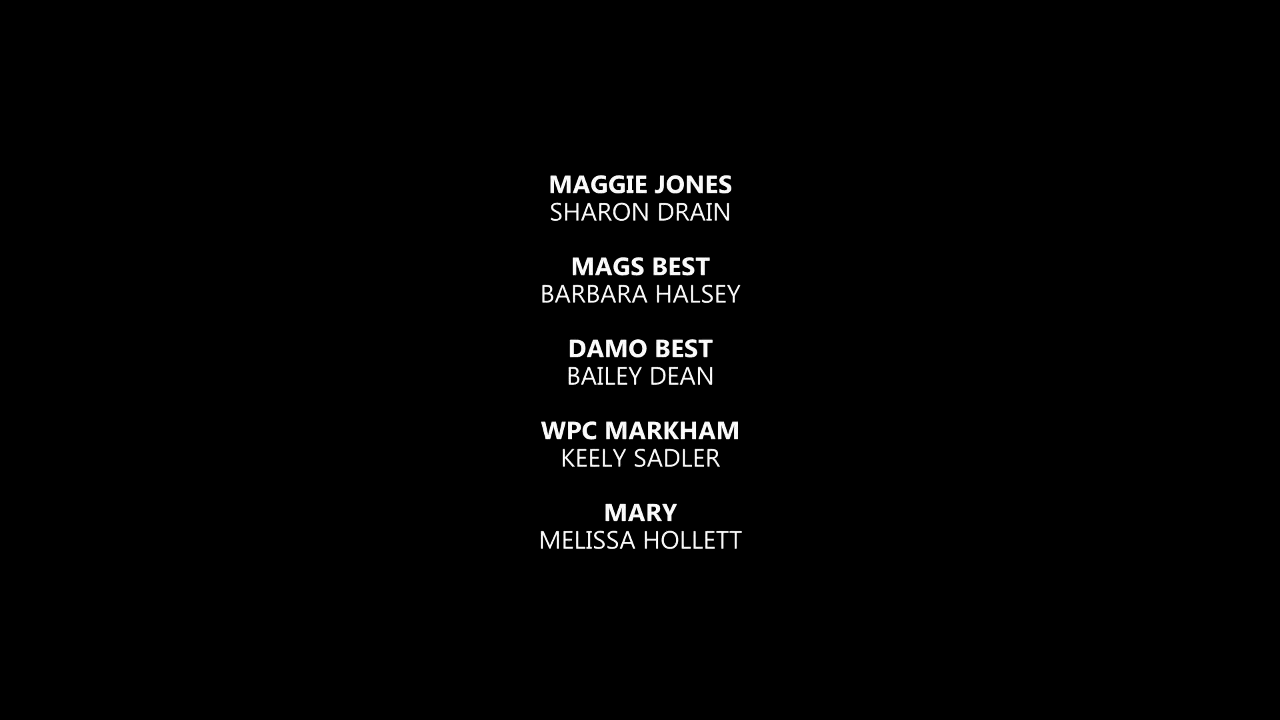 MAGGIE JONES
SHARON DRAIN
MAGS BEST
BARBARA HALSEY
DAMO BEST
BAILEY DEAN
WPC MARKHAM
KEELY SADLER
MARY
MELISSA HOLLETT